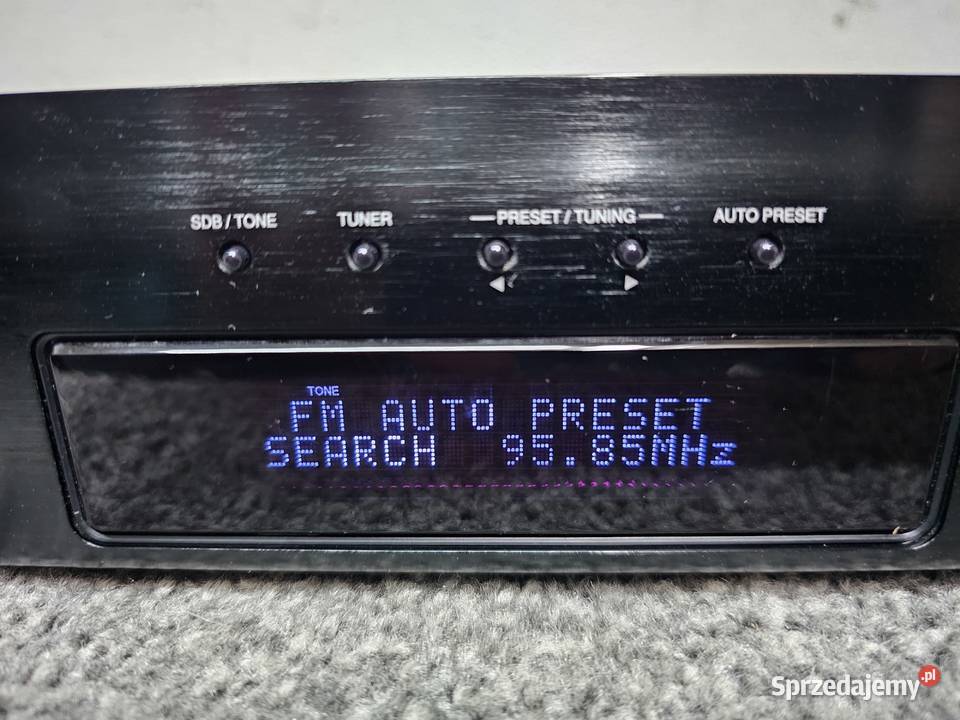 SDB / TONE TUNER PRESET / TUNING AUTO PRESET
TONE
FM AUTO PRESET
SEARCH 95.85MHz
Sprzedajemy.pl